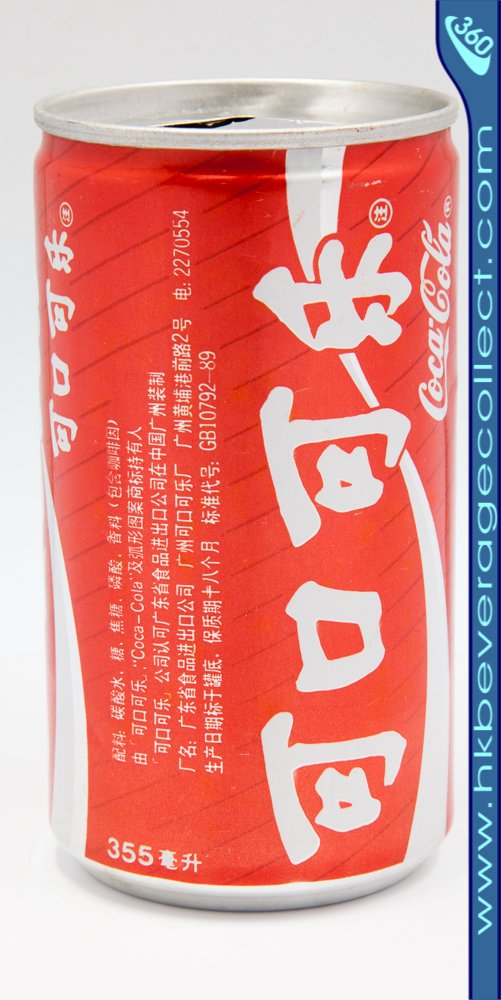 可口可乐 注
配料: 碳酸水、糖、焦糖、磷酸、香料(包含咖啡因)
由“可口可乐”、“Coca-Cola”及弧形图案商标持有人
“可口可乐”公司认可广东省食品进出口公司在中国广州装制
厂名: 广东省食品进出口公司 广州可口可乐厂 广州黄埔港前路2号 电: 2270554
生产日期标于罐底, 保质期十八个月 标准代号: GB10792-89
355毫升
可口可乐 注
Coca-Cola ®
360
www.hkbeveragecollect.com